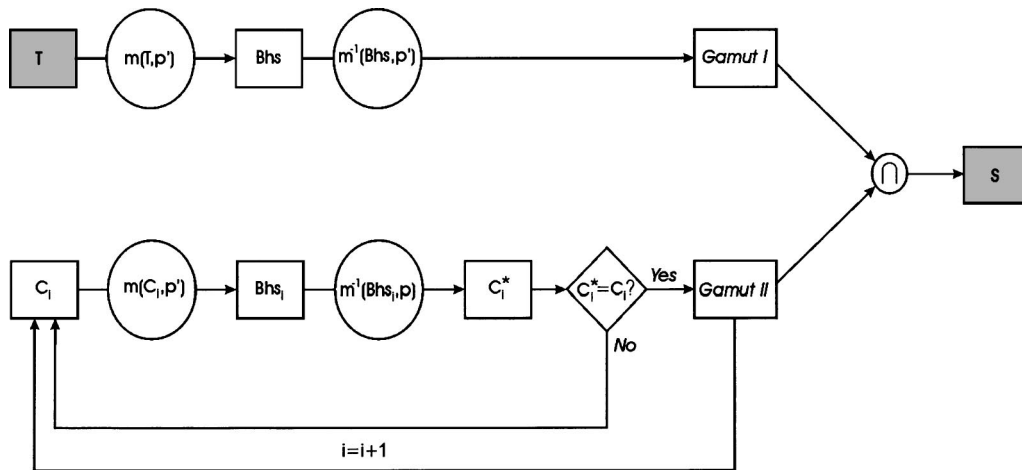 T
m(T,p')
Bhs
m⁻¹(Bhs,p')
Gamut I
∩
S
Cᵢ
m(Cᵢ,p')
Bhsᵢ
m⁻¹(Bhsᵢ,p)
Cᵢ*
Cᵢ*=Cᵢ?
Yes
Gamut II
No
i=i+1